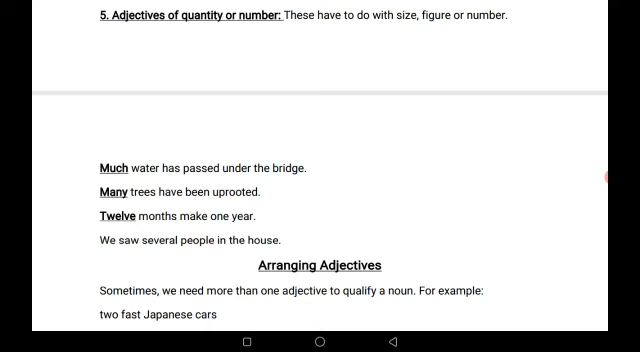 5. Adjectives of quantity or number: These have to do with size, figure or number.
Much water has passed under the bridge.
Many trees have been uprooted.
Twelve months make one year.
We saw several people in the house.
Arranging Adjectives
Sometimes, we need more than one adjective to qualify a noun. For example:
two fast Japanese cars